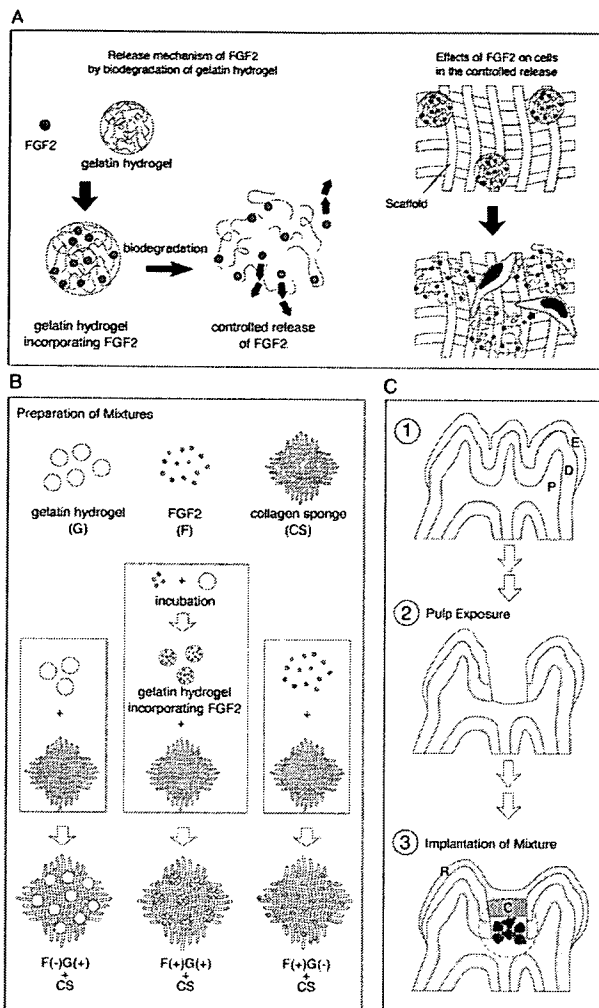 A
Release mechanism of FGF2
by biodegradation of gelatin hydrogel
FGF2
gelatin hydrogel
biodegradation
gelatin hydrogel
incorporating FGF2
controlled release
of FGF2
Effects of FGF2 on cells
in the controlled release
Scaffold
B
Preparation of Mixtures
gelatin hydrogel
(G)
FGF2
(F)
collagen sponge
(CS)
+
incubation
gelatin hydrogel
incorporating FGF2
+
+
+
F(-)G(+)
+
CS
F(+)G(+)
+
CS
F(+)G(-)
+
CS
C
1
E
D
P
2 Pulp Exposure
3 Implantation of Mixture
R
C